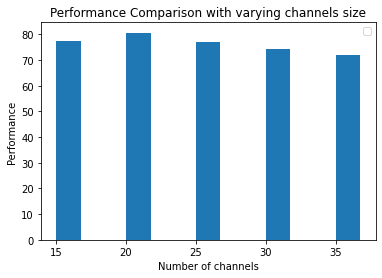 Performance Comparison with varying channels size
80
70
60
50
40
30
20
10
0
Performance
15 20 25 30 35
Number of channels